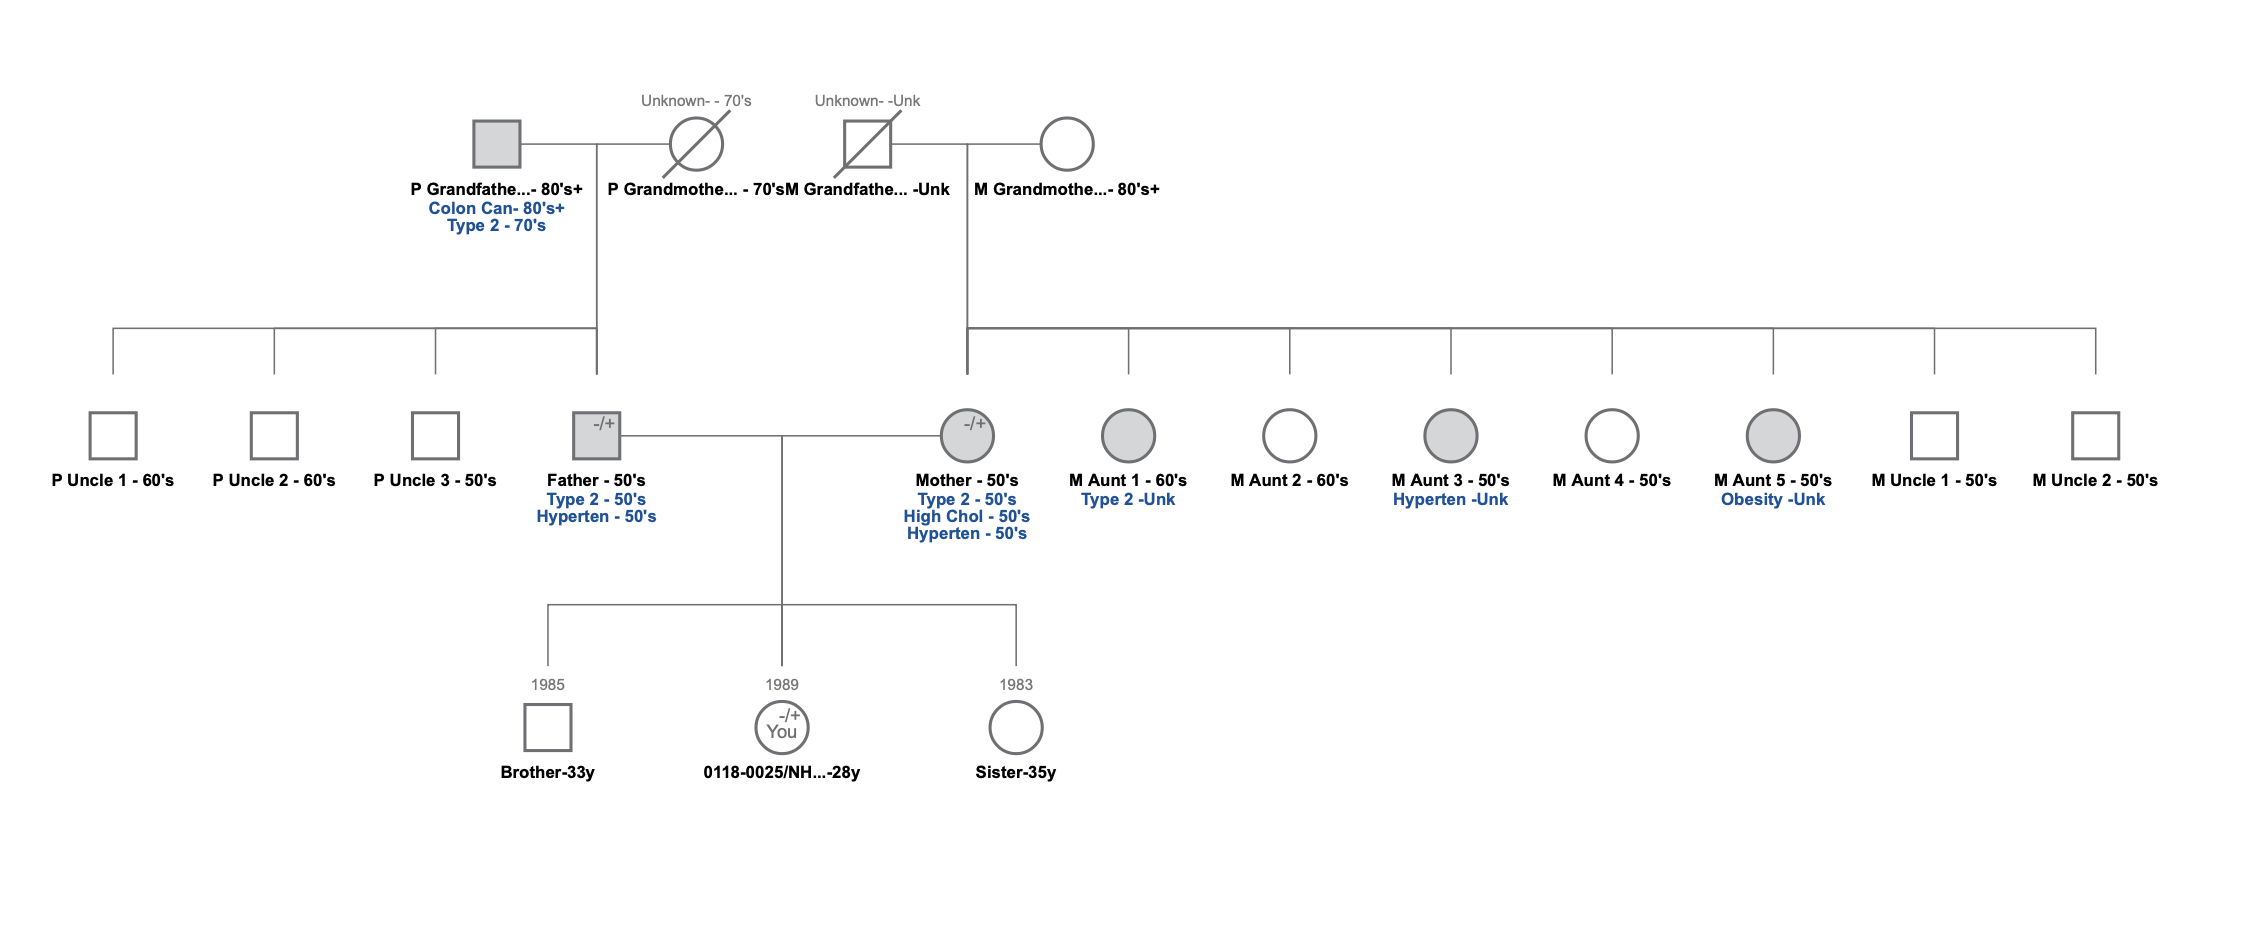 Unknown- - 70's
Unknown- -Unk
P Grandfathe...- 80's+
Colon Can- 80's+
Type 2 - 70's
P Grandmothe... - 70's
M Grandfathe... -Unk
M Grandmothe...- 80's+
P Uncle 1 - 60's
P Uncle 2 - 60's
P Uncle 3 - 50's
-/+
Father - 50's
Type 2 - 50's
Hyperten - 50's
-/+
Mother - 50's
Type 2 - 50's
High Chol - 50's
Hyperten - 50's
M Aunt 1 - 60's
Type 2 -Unk
M Aunt 2 - 60's
M Aunt 3 - 50's
Hyperten -Unk
M Aunt 4 - 50's
M Aunt 5 - 50's
Obesity -Unk
M Uncle 1 - 50's
M Uncle 2 - 50's
1985
Brother-33y
1989
-/+
You
0118-0025/NH...-28y
1983
Sister-35y